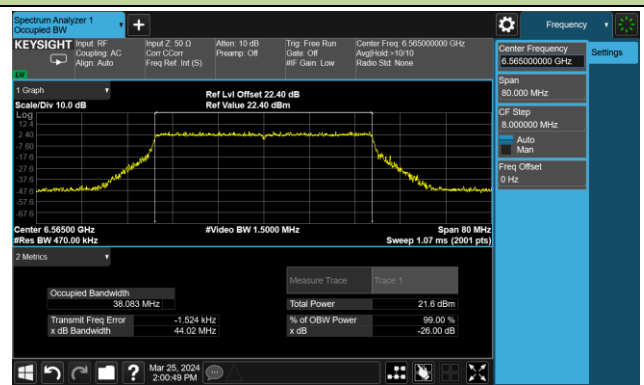 Spectrum Analyzer 1
Occupied BW
Frequency
KEYSIGHT
Input: RF
Coupling: AC
Align: Auto
Input Z: 50 Ω
Corr CCorr
Freq Ref: Int (S)
Atten: 10 dB
Preamp: Off
Trig: Free Run
Gate: Off
#IF Gain: Low
Center Freq: 6.565000000 GHz
Avg|Hold:>10/10
Radio Std: None
LW
Center Frequency
6.565000000 GHz
Settings
Span
80.000 MHz
CF Step
8.000000 MHz
Auto
Man
Freq Offset
0 Hz
1 Graph
Scale/Div 10.0 dB
Ref Lvl Offset 22.40 dB
Ref Value 22.40 dBm
Log
12.4
2.40
-7.60
-17.6
-27.6
-37.6
-47.6
-57.6
-67.6
Center 6.56500 GHz
#Res BW 470.00 kHz
#Video BW 1.5000 MHz
Span 80 MHz
Sweep 1.07 ms (2001 pts)
2 Metrics
Measure Trace
Trace 1
Occupied Bandwidth
38.083 MHz
Total Power
21.6 dBm
Transmit Freq Error
-1.524 kHz
% of OBW Power
99.00 %
x dB Bandwidth
44.02 MHz
x dB
-26.00 dB
Mar 25, 2024
2:00:49 PM